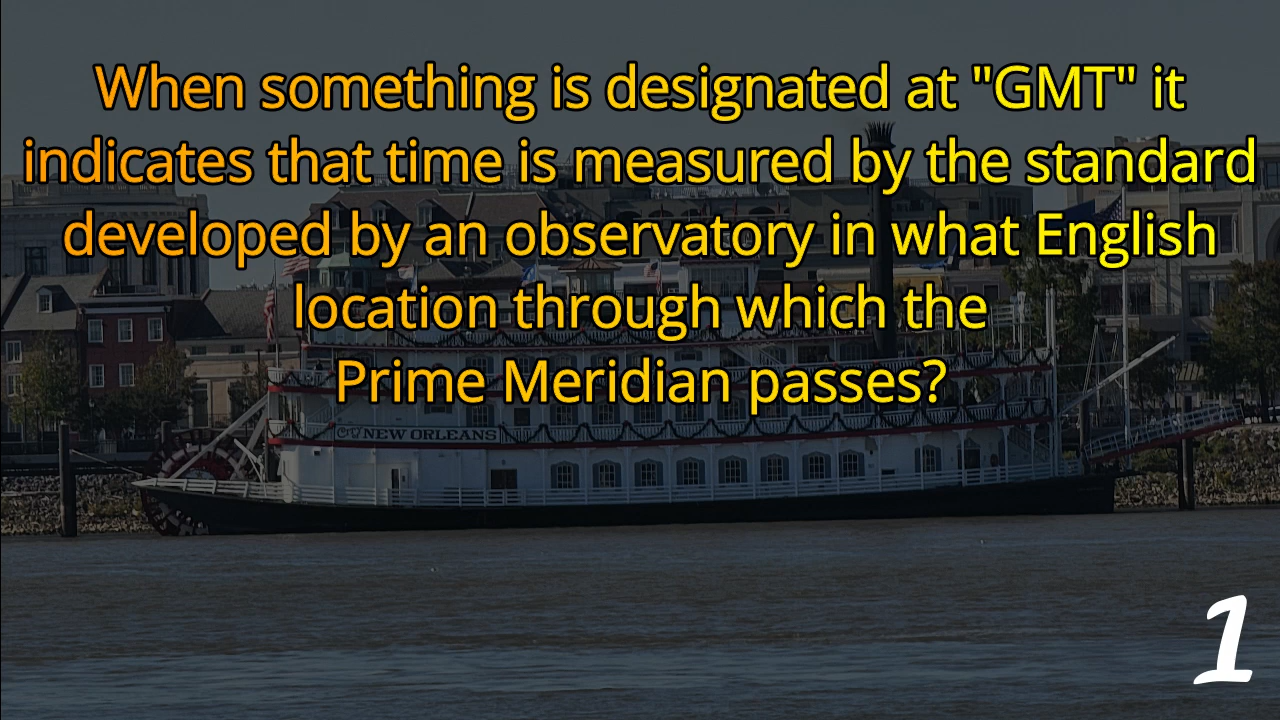 When something is designated at "GMT" it
indicates that time is measured by the standard
developed by an observatory in what English
location through which the
Prime Meridian passes?
NEW ORLEANS
1